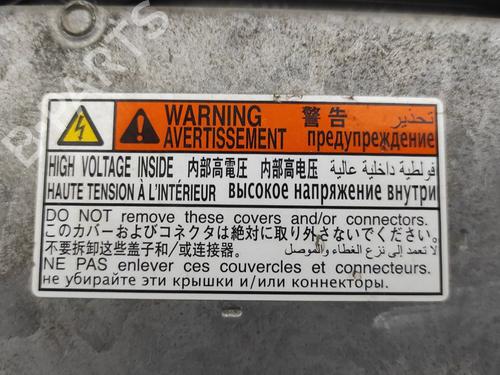 WARNING 警告 تحذير
AVERTISSEMENT предупреждение
HIGH VOLTAGE INSIDE 内部高電圧 内部高电压 فولطية داخلية عالية
HAUTE TENSION À L'INTÉRIEUR высокое напряжение внутри
DO NOT remove these covers and/or connectors.
このカバーおよびコネクタは絶対に取り外さないでください。
不要拆卸这些盖子和/或连接器。 لا تعمد إلى نزع الغطاء والموصل
NE PAS enlever ces couvercles et connecteurs.
не убирайте эти крышки и/или коннекторы.